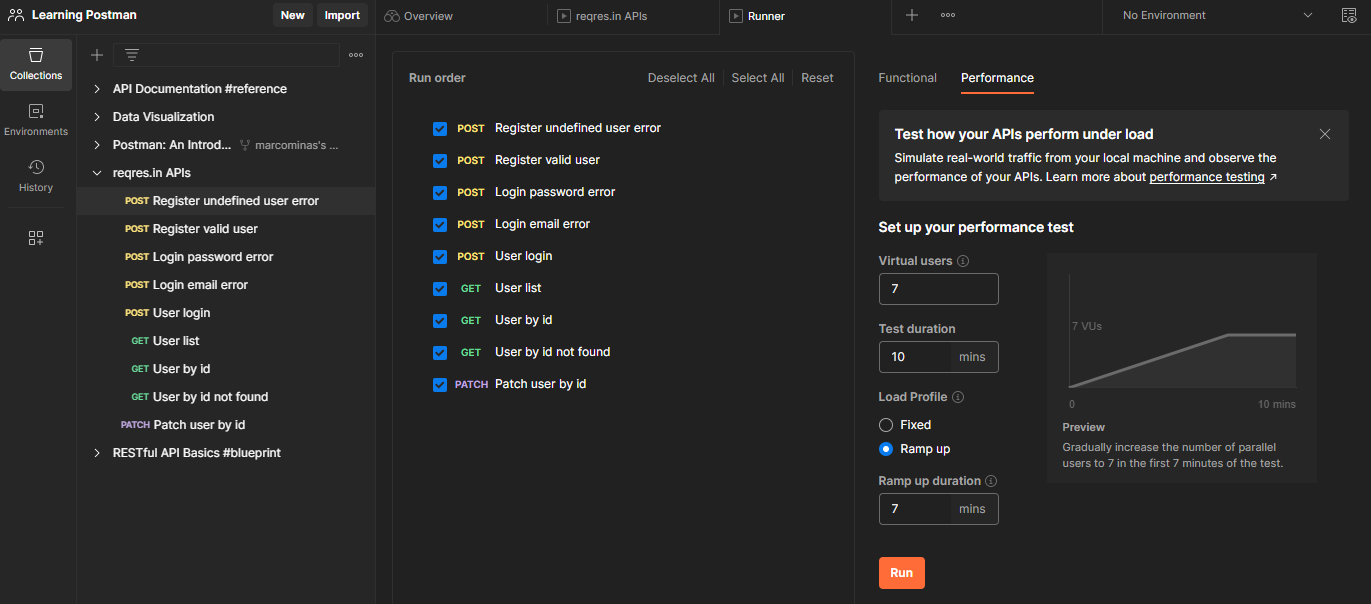 Learning Postman
New
Import
Overview
reqres.in APIs
Runner
No Environment
Collections
Environments
History
API Documentation #reference
Data Visualization
Postman: An Introd... marcominas's ...
reqres.in APIs
POST Register undefined user error
POST Register valid user
POST Login password error
POST Login email error
POST User login
GET User list
GET User by id
GET User by id not found
PATCH Patch user by id
RESTful API Basics #blueprint
Run order
Deselect All
Select All
Reset
POST Register undefined user error
POST Register valid user
POST Login password error
POST Login email error
POST User login
GET User list
GET User by id
GET User by id not found
PATCH Patch user by id
Functional
Performance
Test how your APIs perform under load
Simulate real-world traffic from your local machine and observe the
performance of your APIs. Learn more about performance testing ↗
Set up your performance test
Virtual users
7
Test duration
10 mins
Load Profile
Fixed
Ramp up
Ramp up duration
7 mins
Run
7 VUs
0
10 mins
Preview
Gradually increase the number of parallel
users to 7 in the first 7 minutes of the test.